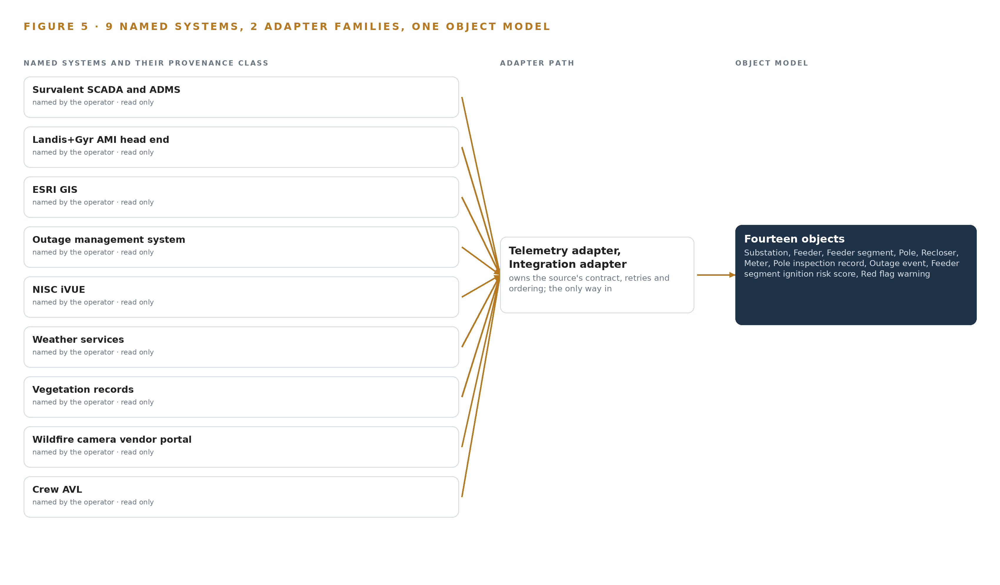 FIGURE 5 · 9 NAMED SYSTEMS, 2 ADAPTER FAMILIES, ONE OBJECT MODEL
NAMED SYSTEMS AND THEIR PROVENANCE CLASS
Survalent SCADA and ADMS
named by the operator · read only
Landis+Gyr AMI head end
named by the operator · read only
ESRI GIS
named by the operator · read only
Outage management system
named by the operator · read only
NISC iVUE
named by the operator · read only
Weather services
named by the operator · read only
Vegetation records
named by the operator · read only
Wildfire camera vendor portal
named by the operator · read only
Crew AVL
named by the operator · read only
ADAPTER PATH
Telemetry adapter,
Integration adapter
owns the source's contract, retries and
ordering; the only way in
OBJECT MODEL
Fourteen objects
Substation, Feeder, Feeder segment, Pole, Recloser,
Meter, Pole inspection record, Outage event, Feeder
segment ignition risk score, Red flag warning